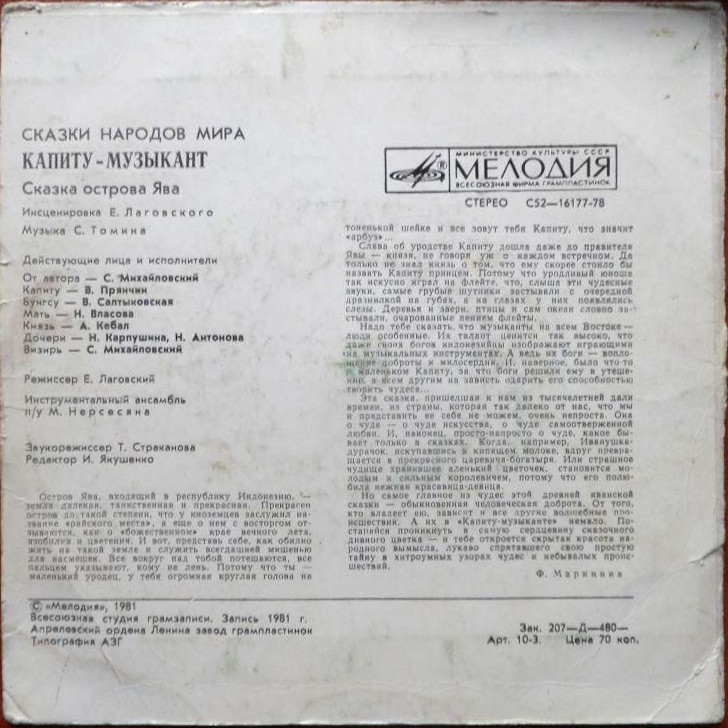 СКАЗКИ НАРОДОВ МИРА
КАПИТУ-МУЗЫКАНТ
Сказка острова Ява
Инсценировка Е. Лаговского
Музыка С. Томина
Действующие лица и исполнители
От автора — С. Михайловский
Капиту — В. Прянчин
Бунгсу — В. Салтыковская
Мать — Н. Власова
Князь — А. Кебал
Дочери — Н. Карпушина, Н. Антонова
Визирь — С. Михайловский
Режиссер Е. Лаговский
Инструментальный ансамбль
п/у М. Нерсесяна
Звукорежиссер Т. Страканова
Редактор И. Якушенко
Остров Ява, входящий в республику Индонезию, —
земля далекая, таинственная и прекрасная. Прекрасен
остров до такой степени, что у иноземцев заслужил на-
звание «райского места», а еще о нем с восторгом от-
зываются, как о «божественном» крае вечного лета,
изобилия и цветения. И вот, представь себе, как обидно
жить на такой земле и служить всегдашней мишенью
для насмешек. Все вокруг над тобой потешаются, все
пальцем указывают, кому не лень. Потому что ты —
маленький уродец, у тебя огромная круглая голова на
МИНИСТЕРСТВО КУЛЬТУРЫ СССР
МЕЛОДИЯ
ВСЕСОЮЗНАЯ ФИРМА ГРАМПЛАСТИНОК
СТЕРЕО С52—16177-78
тоненькой шейке и все зовут тебя Капиту, что значит
«арбуз»...
Слава об уродстве Капиту дошла даже до правителя
Явы — князя, не говоря уж о каждом встречном. Де
только не знал князь о том, что ему скорее стоило бы
назвать Капиту принцем. Потому что уродливый юноша
так искусно играл на флейте, что, слыша эти чудесные
звуки, самые грубые шутники застывали с очередной
дразнилкой на губах, а на глазах у них появлялись
слезы. Деревья и звери, птицы и сам океан словно за-
стывали, очарованные пением флейты.
Надо тебе сказать, что музыканты на всем Востоке —
люди особенные. Их талант ценится так высоко, что
даже своих богов индонезийцы изображают играющими
на музыкальных инструментах. А ведь их боги — вопло-
щение доброты и милосердия. И, наверное, было что-то
в маленьком Капиту, за что боги решили ему в утеше-
ние, а всем другим на зависть одарить его способностью
творить чудеса...
Эта сказка, пришедшая к нам из тысячелетней дали
времен, из страны, которая так далеко от нас, что мы
и представить ее себе не можем, очень непроста. Она
о чуде — о чуде искусства, о чуде самоотверженной
любви. И, наконец, просто-напросто о чуде, какое бы-
вает только в сказках. Когда, например, Иванушка-
дурачок, искупавшись в кипящем молоке, вдруг превра-
щается в прекрасного царевича-богатыря. Или страшное
чудище хранившее аленький цветочек, становится мо-
лодым и сильным королевичем, потому что его полю-
била нежная красавица-девица.
Но самое главное из чудес этой древней яванской
сказки — обыкновенная человеческая доброта. От того,
кто владеет ею, зависят и все другие волшебные про-
исшествия. А их в «Капиту-музыканте» немало. По-
старайся проникнуть в самую сердцевину сказочного
дивного цветка — и тебе откроется скрытая красота на-
родного вымысла, лукаво спрятавшего свою простую
тайну в хитроумных узорах чудес и небывалых проис-
шествий.
Ф. Маринина
© «Мелодия», 1981
Всесоюзная студия грамзаписи. Запись 1981 г.
Апрелевский ордена Ленина завод грампластинок
Типография АЗГ
Зак. 207—Д—480—
Арт. 10-3. Цена 70 коп.